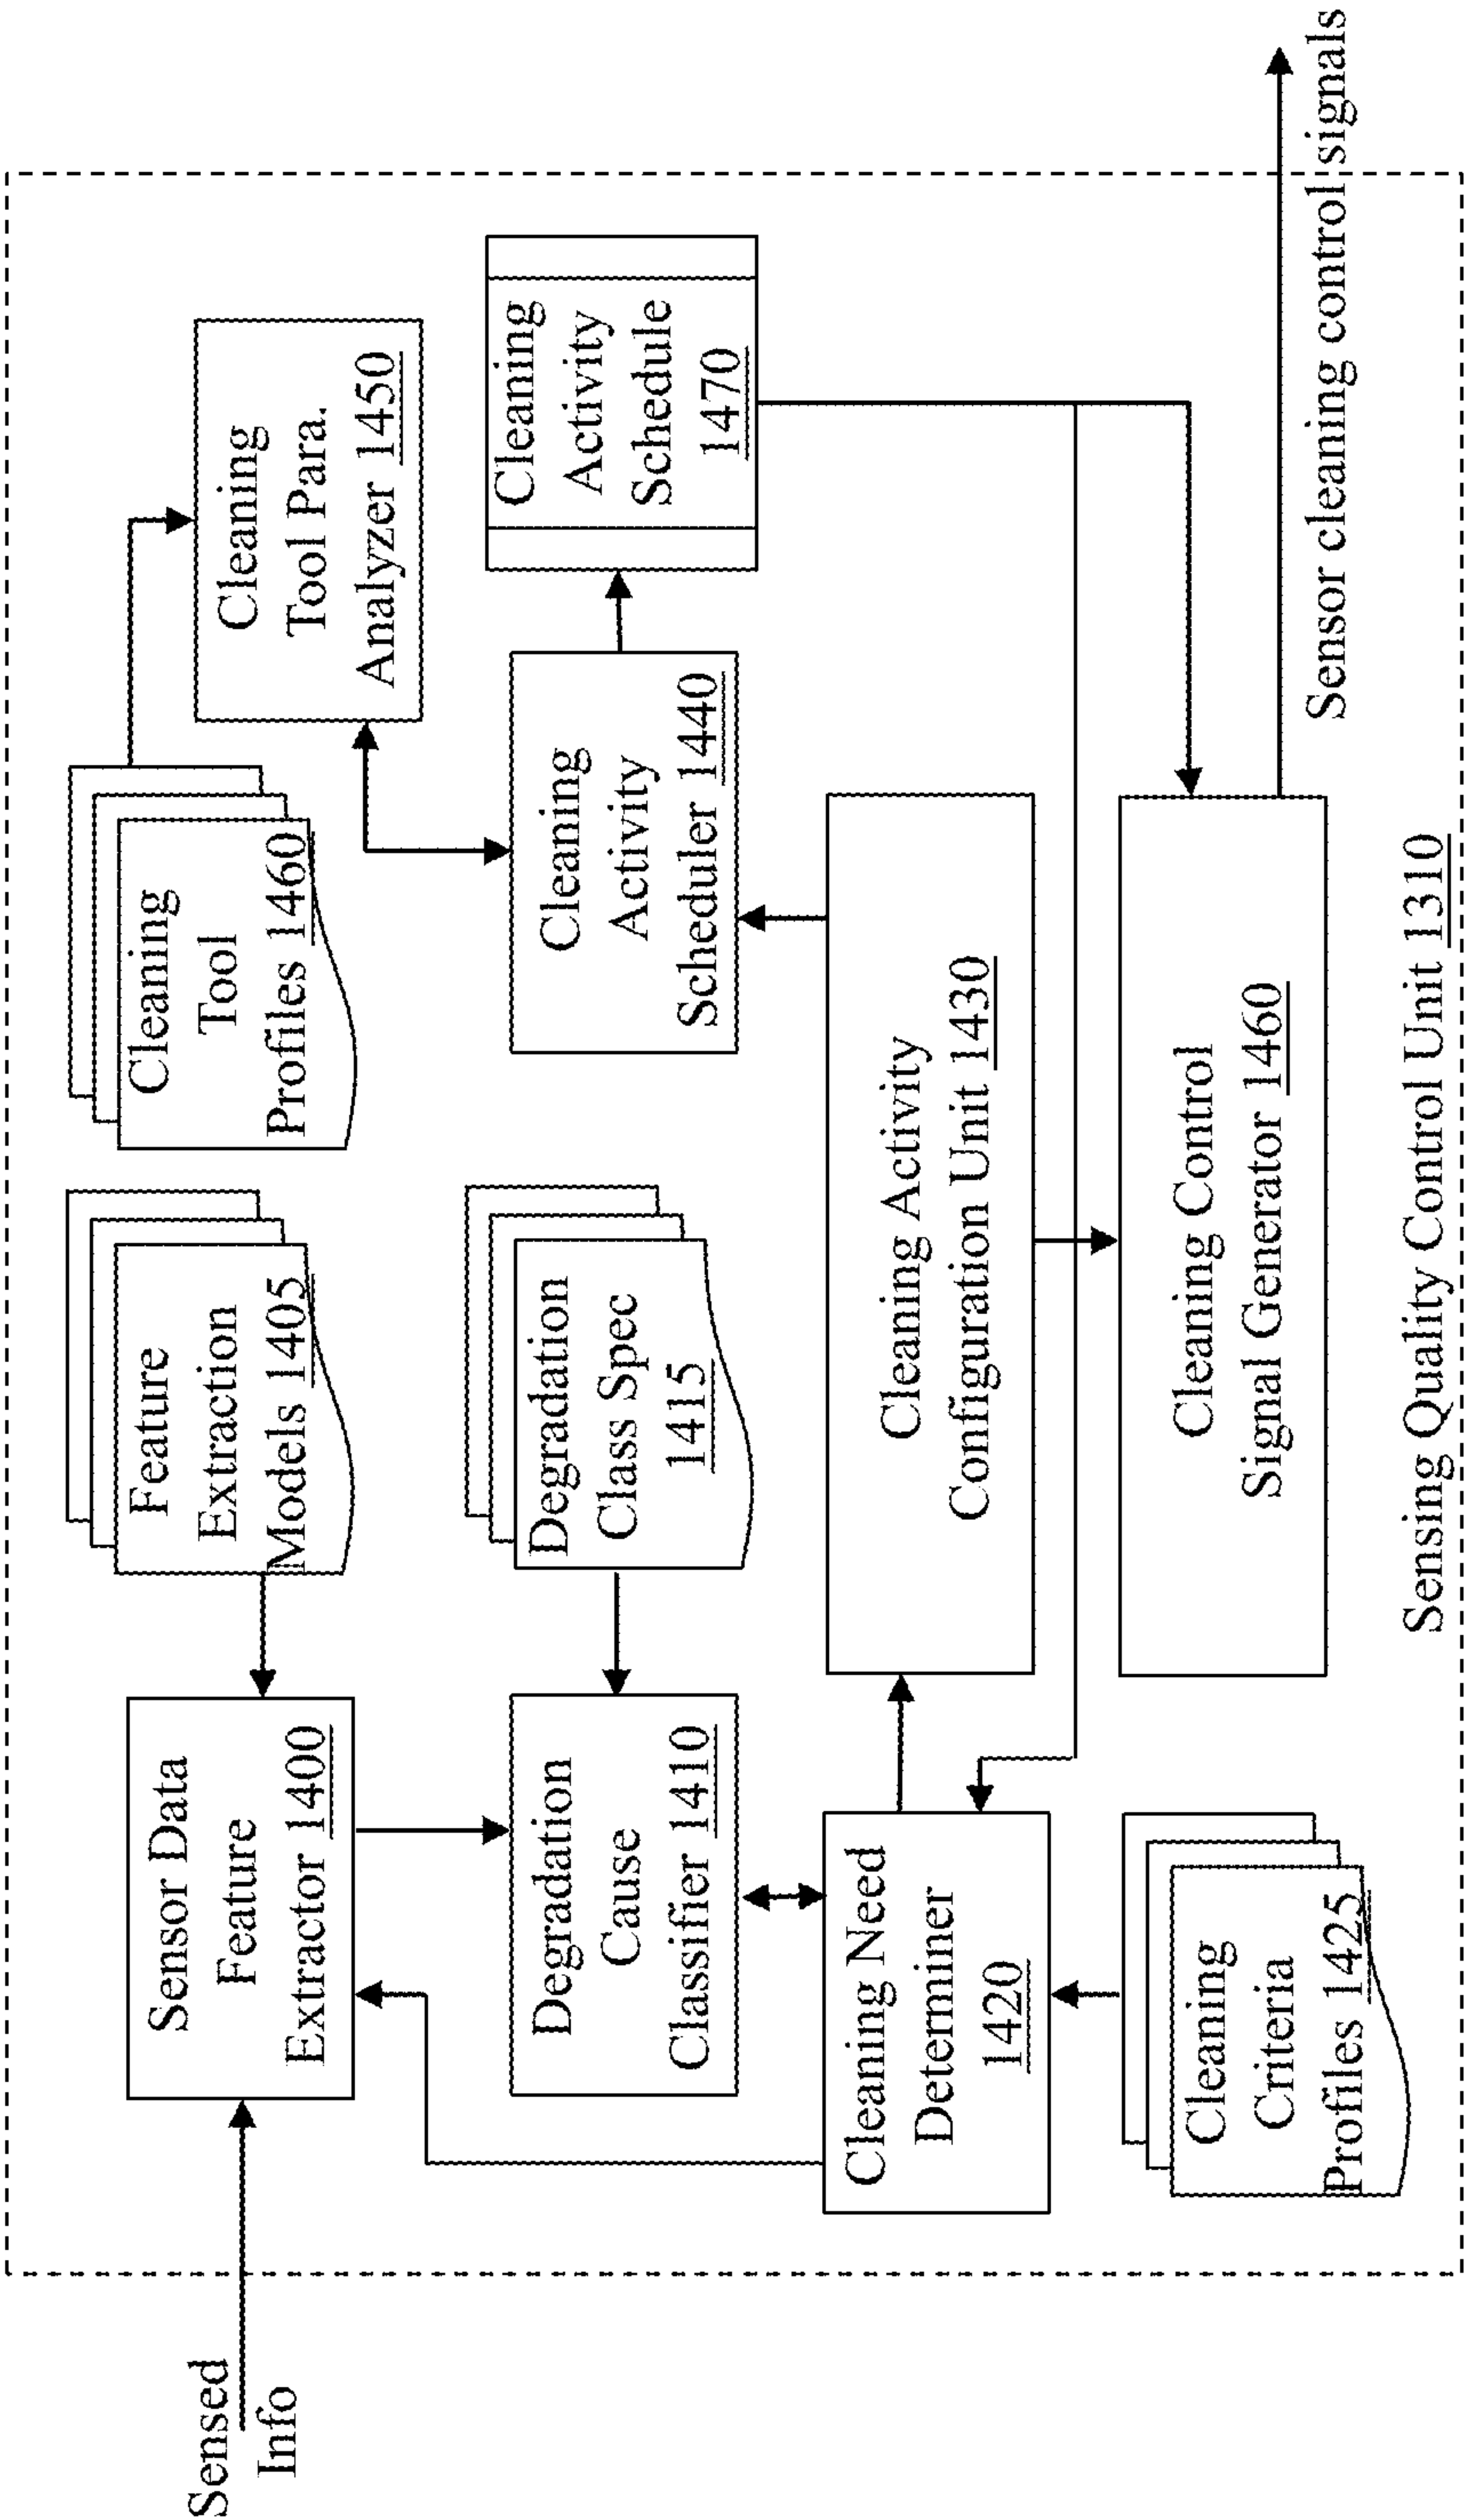 Sensed
Info
Sensor Data
Feature
Extractor 1400
Feature
Extraction
Models 1405
Cleaning
Tool
Profiles 1460
Cleaning
Tool Para.
Analyzer 1450
Degradation
Cause
Classifier 1410
Degradation
Class Spec
1415
Cleaning
Activity
Scheduler 1440
Cleaning
Activity
Schedule
1470
Cleaning Need
Determiner
1420
Cleaning Activity
Configuration Unit 1430
Cleaning
Criteria
Profiles 1425
Cleaning Control
Signal Generator 1460
Sensor cleaning control signals
Sensing Quality Control Unit 1310